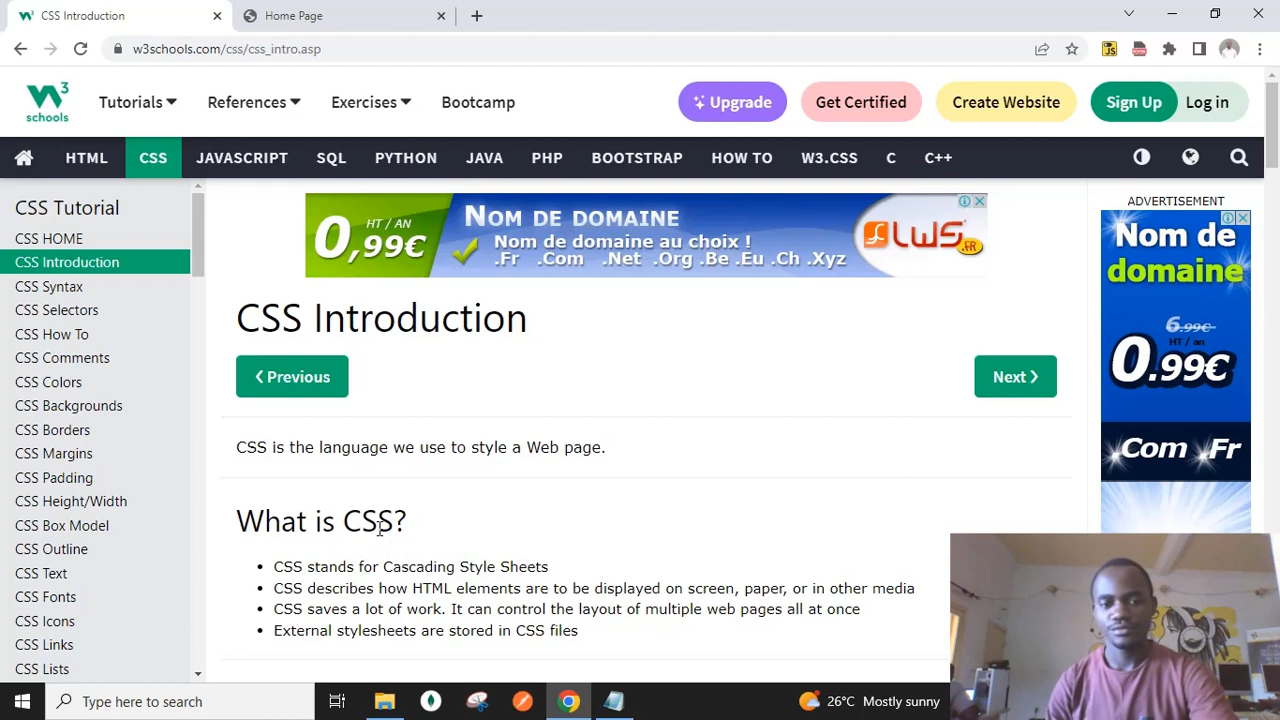 CSS Introduction
Home Page
w3schools.com/css/css_intro.asp
W3 schools
Tutorials
References
Exercises
Bootcamp
Upgrade
Get Certified
Create Website
Sign Up
Log in
HTML
CSS
JAVASCRIPT
SQL
PYTHON
JAVA
PHP
BOOTSTRAP
HOW TO
W3.CSS
C
C++
CSS Tutorial
CSS HOME
CSS Introduction
CSS Syntax
CSS Selectors
CSS How To
CSS Comments
CSS Colors
CSS Backgrounds
CSS Borders
CSS Margins
CSS Padding
CSS Height/Width
CSS Box Model
CSS Outline
CSS Text
CSS Fonts
CSS Icons
CSS Links
CSS Lists
0,99€ HT / AN
NOM DE DOMAINE
Nom de domaine au choix !
.Fr .Com .Net .Org .Be .Eu .Ch .Xyz
LWS.FR
CSS Introduction
❮ Previous
Next ❯
CSS is the language we use to style a Web page.
What is CSS?
• CSS stands for Cascading Style Sheets
• CSS describes how HTML elements are to be displayed on screen, paper, or in other media
• CSS saves a lot of work. It can control the layout of multiple web pages all at once
• External stylesheets are stored in CSS files
ADVERTISEMENT
Nom de
domaine
6.99€
HT / an
0.99€
Com Fr
Type here to search
26°C Mostly sunny